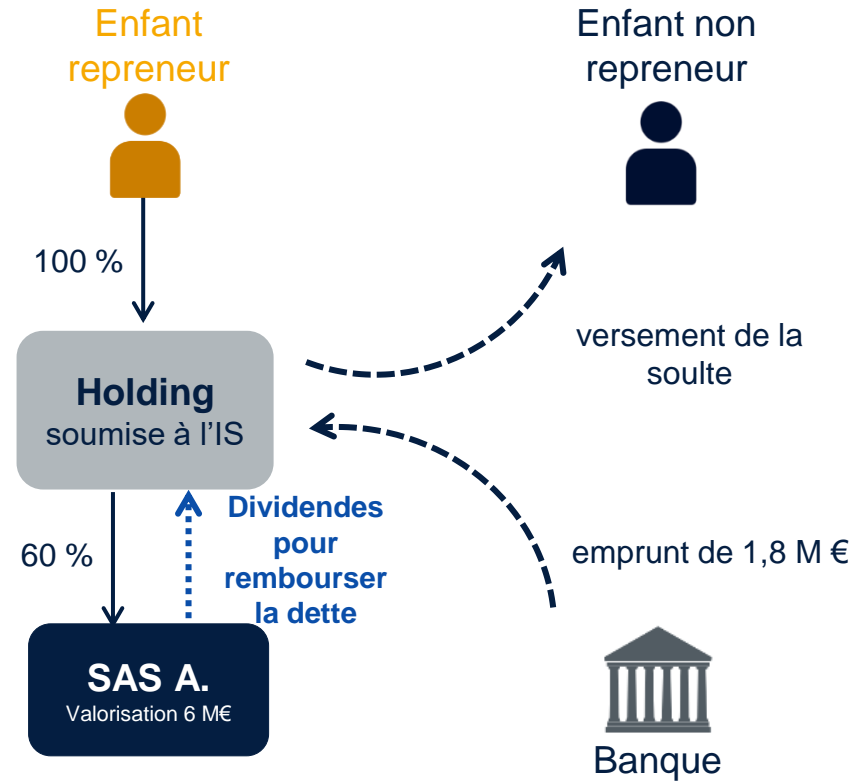 Enfant
repreneur
Enfant non
repreneur
100 %
versement de la
soulte
Holding
soumise à l’IS
Dividendes
pour
rembourser
la dette
60 %
emprunt de 1,8 M €
SAS A.
Valorisation 6 M€
Banque